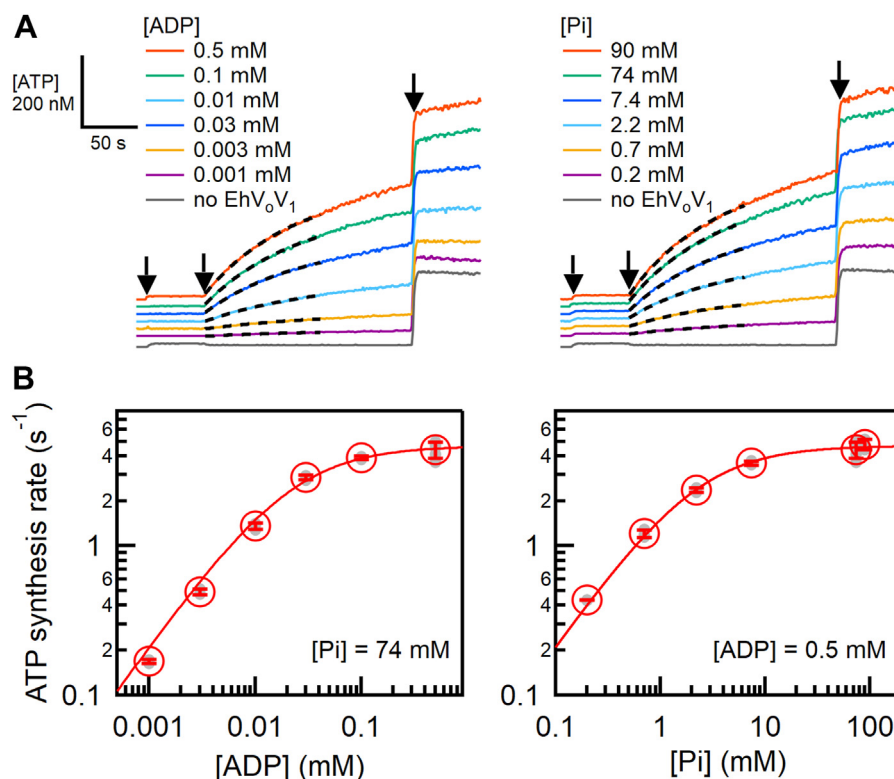 A
[ADP]
0.5 mM
0.1 mM
0.01 mM
0.03 mM
0.003 mM
0.001 mM
no EhVoV1
[ATP]
200 nM
50 s
[Pi]
90 mM
74 mM
7.4 mM
2.2 mM
0.7 mM
0.2 mM
no EhVoV1
B
ATP synthesis rate (s-1)
6
4
2
1
6
4
2
0.1
[Pi] = 74 mM
0.001
0.01
0.1
[ADP] (mM)
6
4
2
1
6
4
2
0.1
[ADP] = 0.5 mM
0.1
1
10
100
[Pi] (mM)